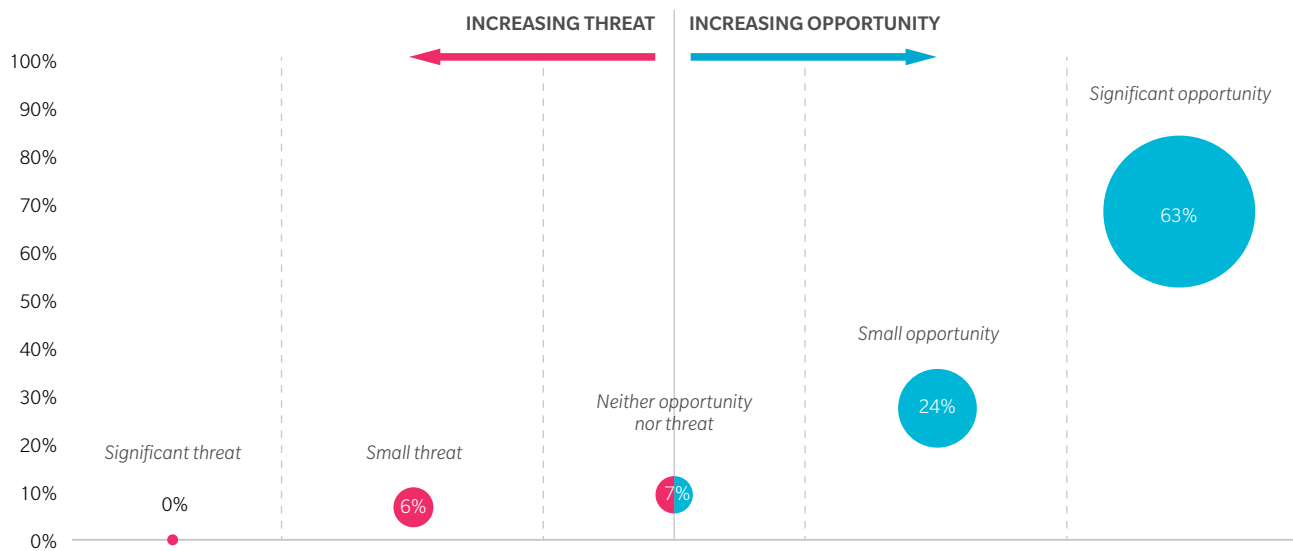 INCREASING THREAT
INCREASING OPPORTUNITY
100%
90%
80%
70%
60%
50%
40%
30%
20%
10%
0%
Significant threat
0%
Small threat
6%
Neither opportunity
nor threat
7%
Small opportunity
24%
Significant opportunity
63%